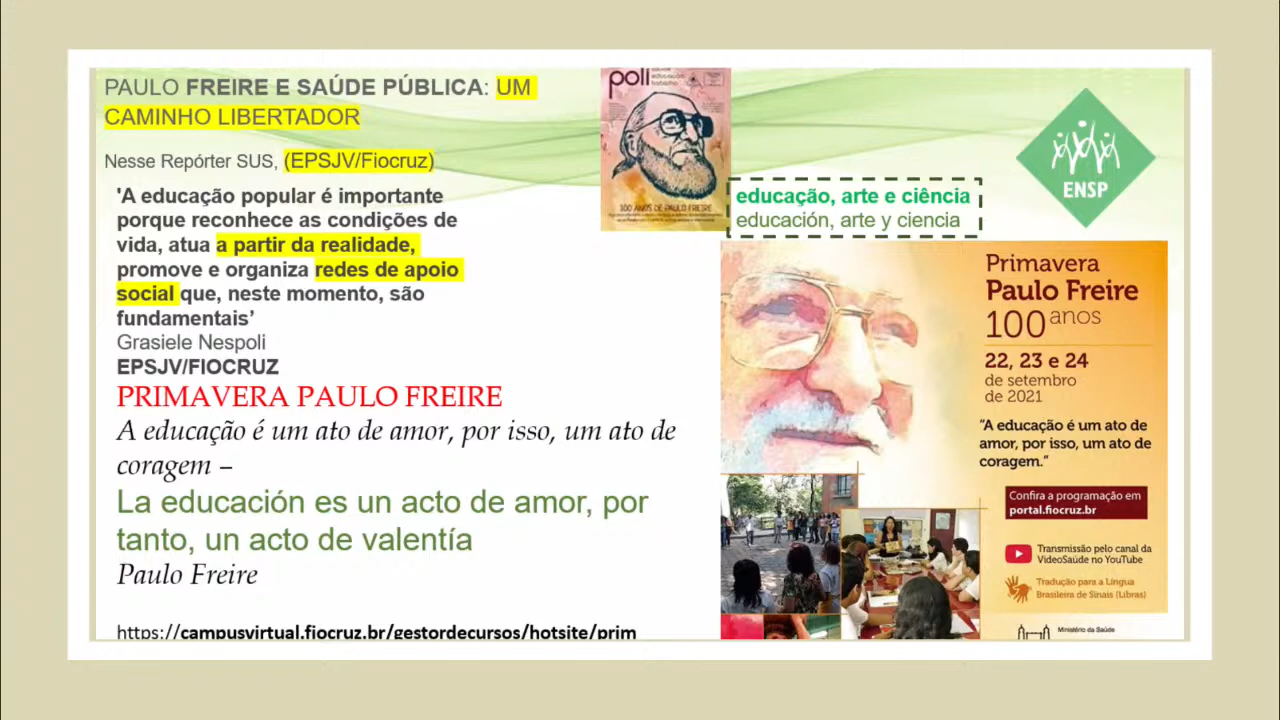 PAULO FREIRE E SAÚDE PÚBLICA: UM
CAMINHO LIBERTADOR
Nesse Repórter SUS, (EPSJV/Fiocruz)
'A educação popular é importante
porque reconhece as condições de
vida, atua a partir da realidade,
promove e organiza redes de apoio
social que, neste momento, são
fundamentais’
Grasiele Nespoli
EPSJV/FIOCRUZ
PRIMAVERA PAULO FREIRE
A educação é um ato de amor, por isso, um ato de
coragem –
La educación es un acto de amor, por
tanto, un acto de valentía
Paulo Freire
https://campusvirtual.fiocruz.br/gestordecursos/hotsite/prim
poli
100 ANOS DE PAULO FREIRE
educação, arte e ciência
educación, arte y ciencia
ENSP
Primavera
Paulo Freire
100 anos
22, 23 e 24
de setembro
de 2021
“A educação é um ato de
amor, por isso, um ato de
coragem.”
Confira a programação em
portal.fiocruz.br
Transmissão pelo canal da
VideoSaúde no YouTube
Tradução para a Língua
Brasileira de Sinais (Libras)
Ministério da Saúde